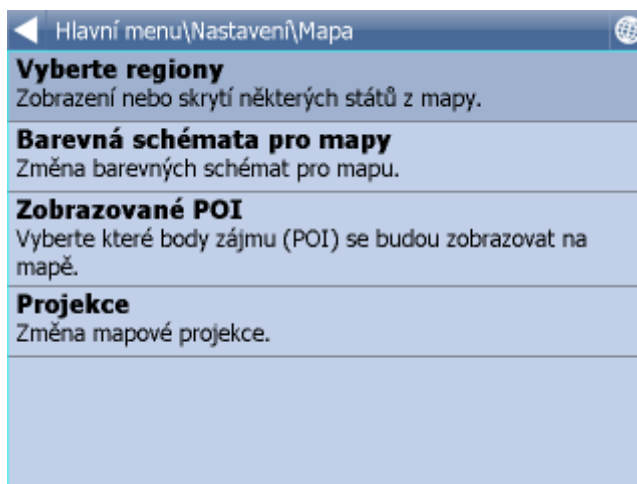 Hlavní menu\Nastavení\Mapa
Vyberte regiony
Zobrazení nebo skrytí některých států z mapy.
Barevná schémata pro mapy
Změna barevných schémat pro mapu.
Zobrazované POI
Vyberte které body zájmu (POI) se budou zobrazovat na
mapě.
Projekce
Změna mapové projekce.